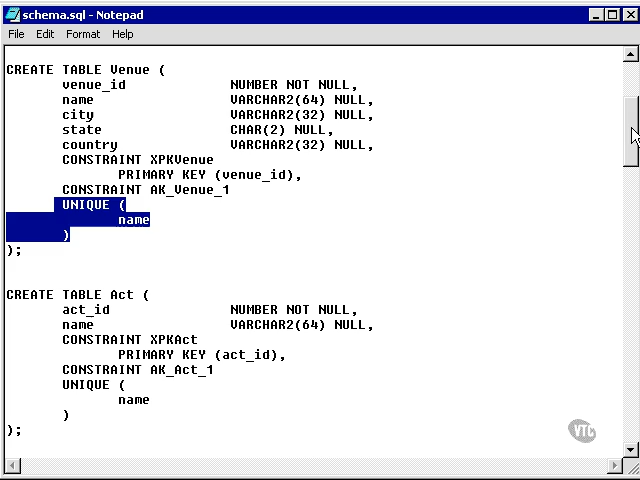 schema.sql - Notepad
File Edit Format Help
CREATE TABLE Venue (
venue_id NUMBER NOT NULL,
name VARCHAR2(64) NULL,
city VARCHAR2(32) NULL,
state CHAR(2) NULL,
country VARCHAR2(32) NULL,
CONSTRAINT XPKVenue
PRIMARY KEY (venue_id),
CONSTRAINT AK_Venue_1
UNIQUE (
name
)
);
CREATE TABLE Act (
act_id NUMBER NOT NULL,
name VARCHAR2(64) NULL,
CONSTRAINT XPKAct
PRIMARY KEY (act_id),
CONSTRAINT AK_Act_1
UNIQUE (
name
)
);
VTC